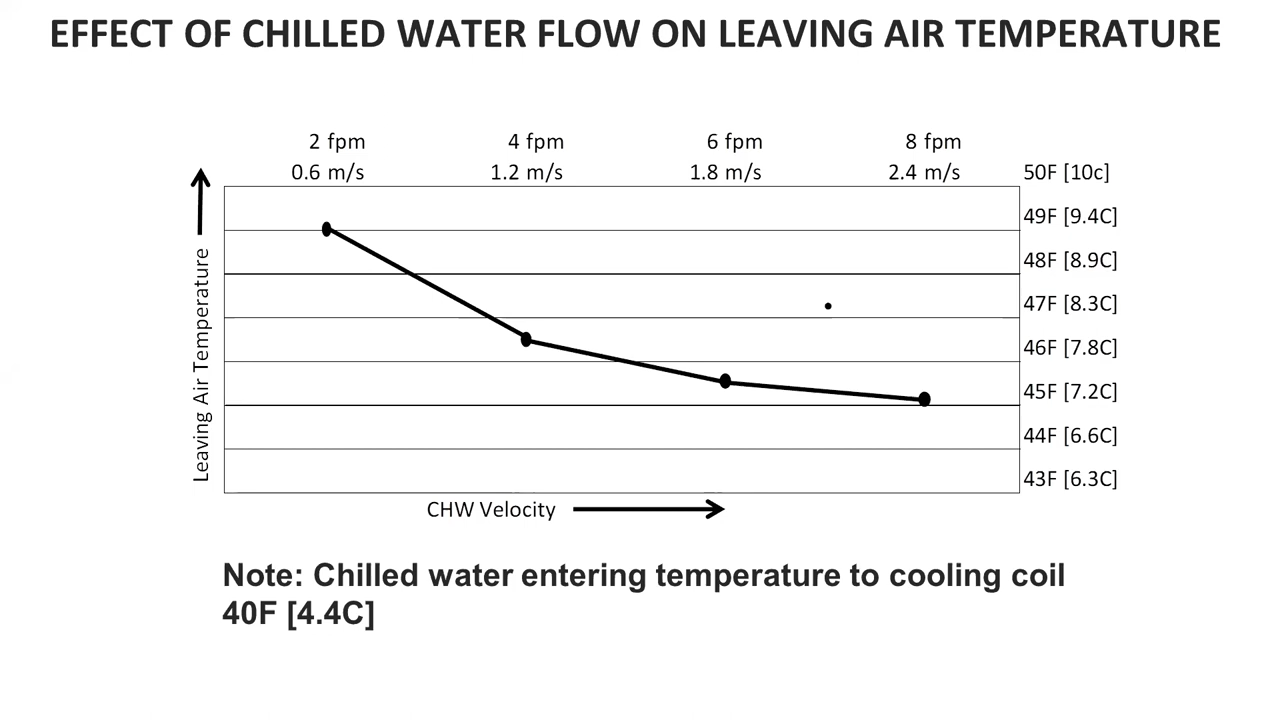 EFFECT OF CHILLED WATER FLOW ON LEAVING AIR TEMPERATURE
2 fpm 4 fpm 6 fpm 8 fpm
0.6 m/s 1.2 m/s 1.8 m/s 2.4 m/s 50F [10c]
49F [9.4C]
48F [8.9C]
47F [8.3C]
46F [7.8C]
45F [7.2C]
44F [6.6C]
43F [6.3C]
Leaving Air Temperature
CHW Velocity
Note: Chilled water entering temperature to cooling coil
40F [4.4C]